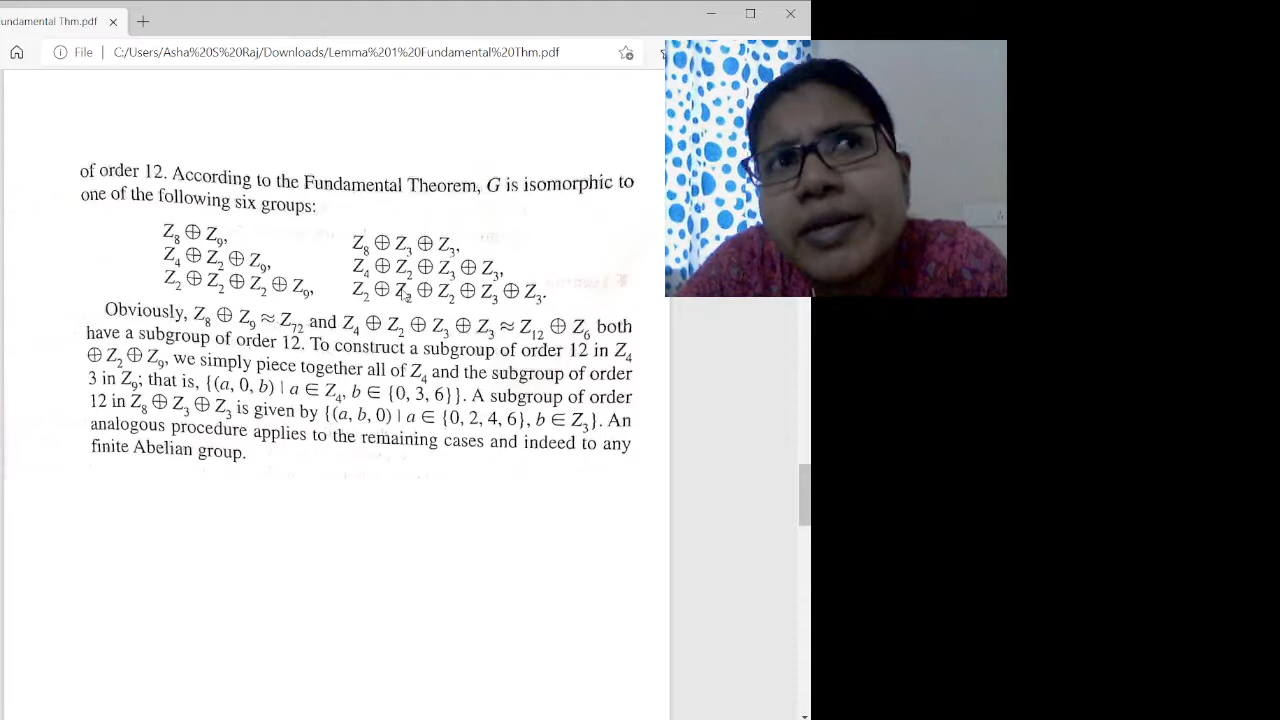 undamental Thm.pdf
File
C:/Users/Asha%20S%20Raj/Downloads/Lemma%201%20Fundamental%20Thm.pdf
of order 12. According to the Fundamental Theorem, G is isomorphic to
one of the following six groups:
Z₈ ⊕ Z₉,
Z₈ ⊕ Z₃ ⊕ Z₃,
Z₄ ⊕ Z₂ ⊕ Z₉,
Z₄ ⊕ Z₂ ⊕ Z₃ ⊕ Z₃,
Z₂ ⊕ Z₂ ⊕ Z₂ ⊕ Z₉,
Z₂ ⊕ Z₂ ⊕ Z₂ ⊕ Z₃ ⊕ Z₃.
Obviously, Z₈ ⊕ Z₉ ≈ Z₇₂ and Z₄ ⊕ Z₂ ⊕ Z₃ ⊕ Z₃ ≈ Z₁₂ ⊕ Z₆ both
have a subgroup of order 12. To construct a subgroup of order 12 in Z₄
⊕ Z₂ ⊕ Z₉, we simply piece together all of Z₄ and the subgroup of order
3 in Z₉; that is, {(a, 0, b) | a ∈ Z₄, b ∈ {0, 3, 6}}. A subgroup of order
12 in Z₈ ⊕ Z₃ ⊕ Z₃ is given by {(a, b, 0) | a ∈ {0, 2, 4, 6}, b ∈ Z₃}. An
analogous procedure applies to the remaining cases and indeed to any
finite Abelian group.